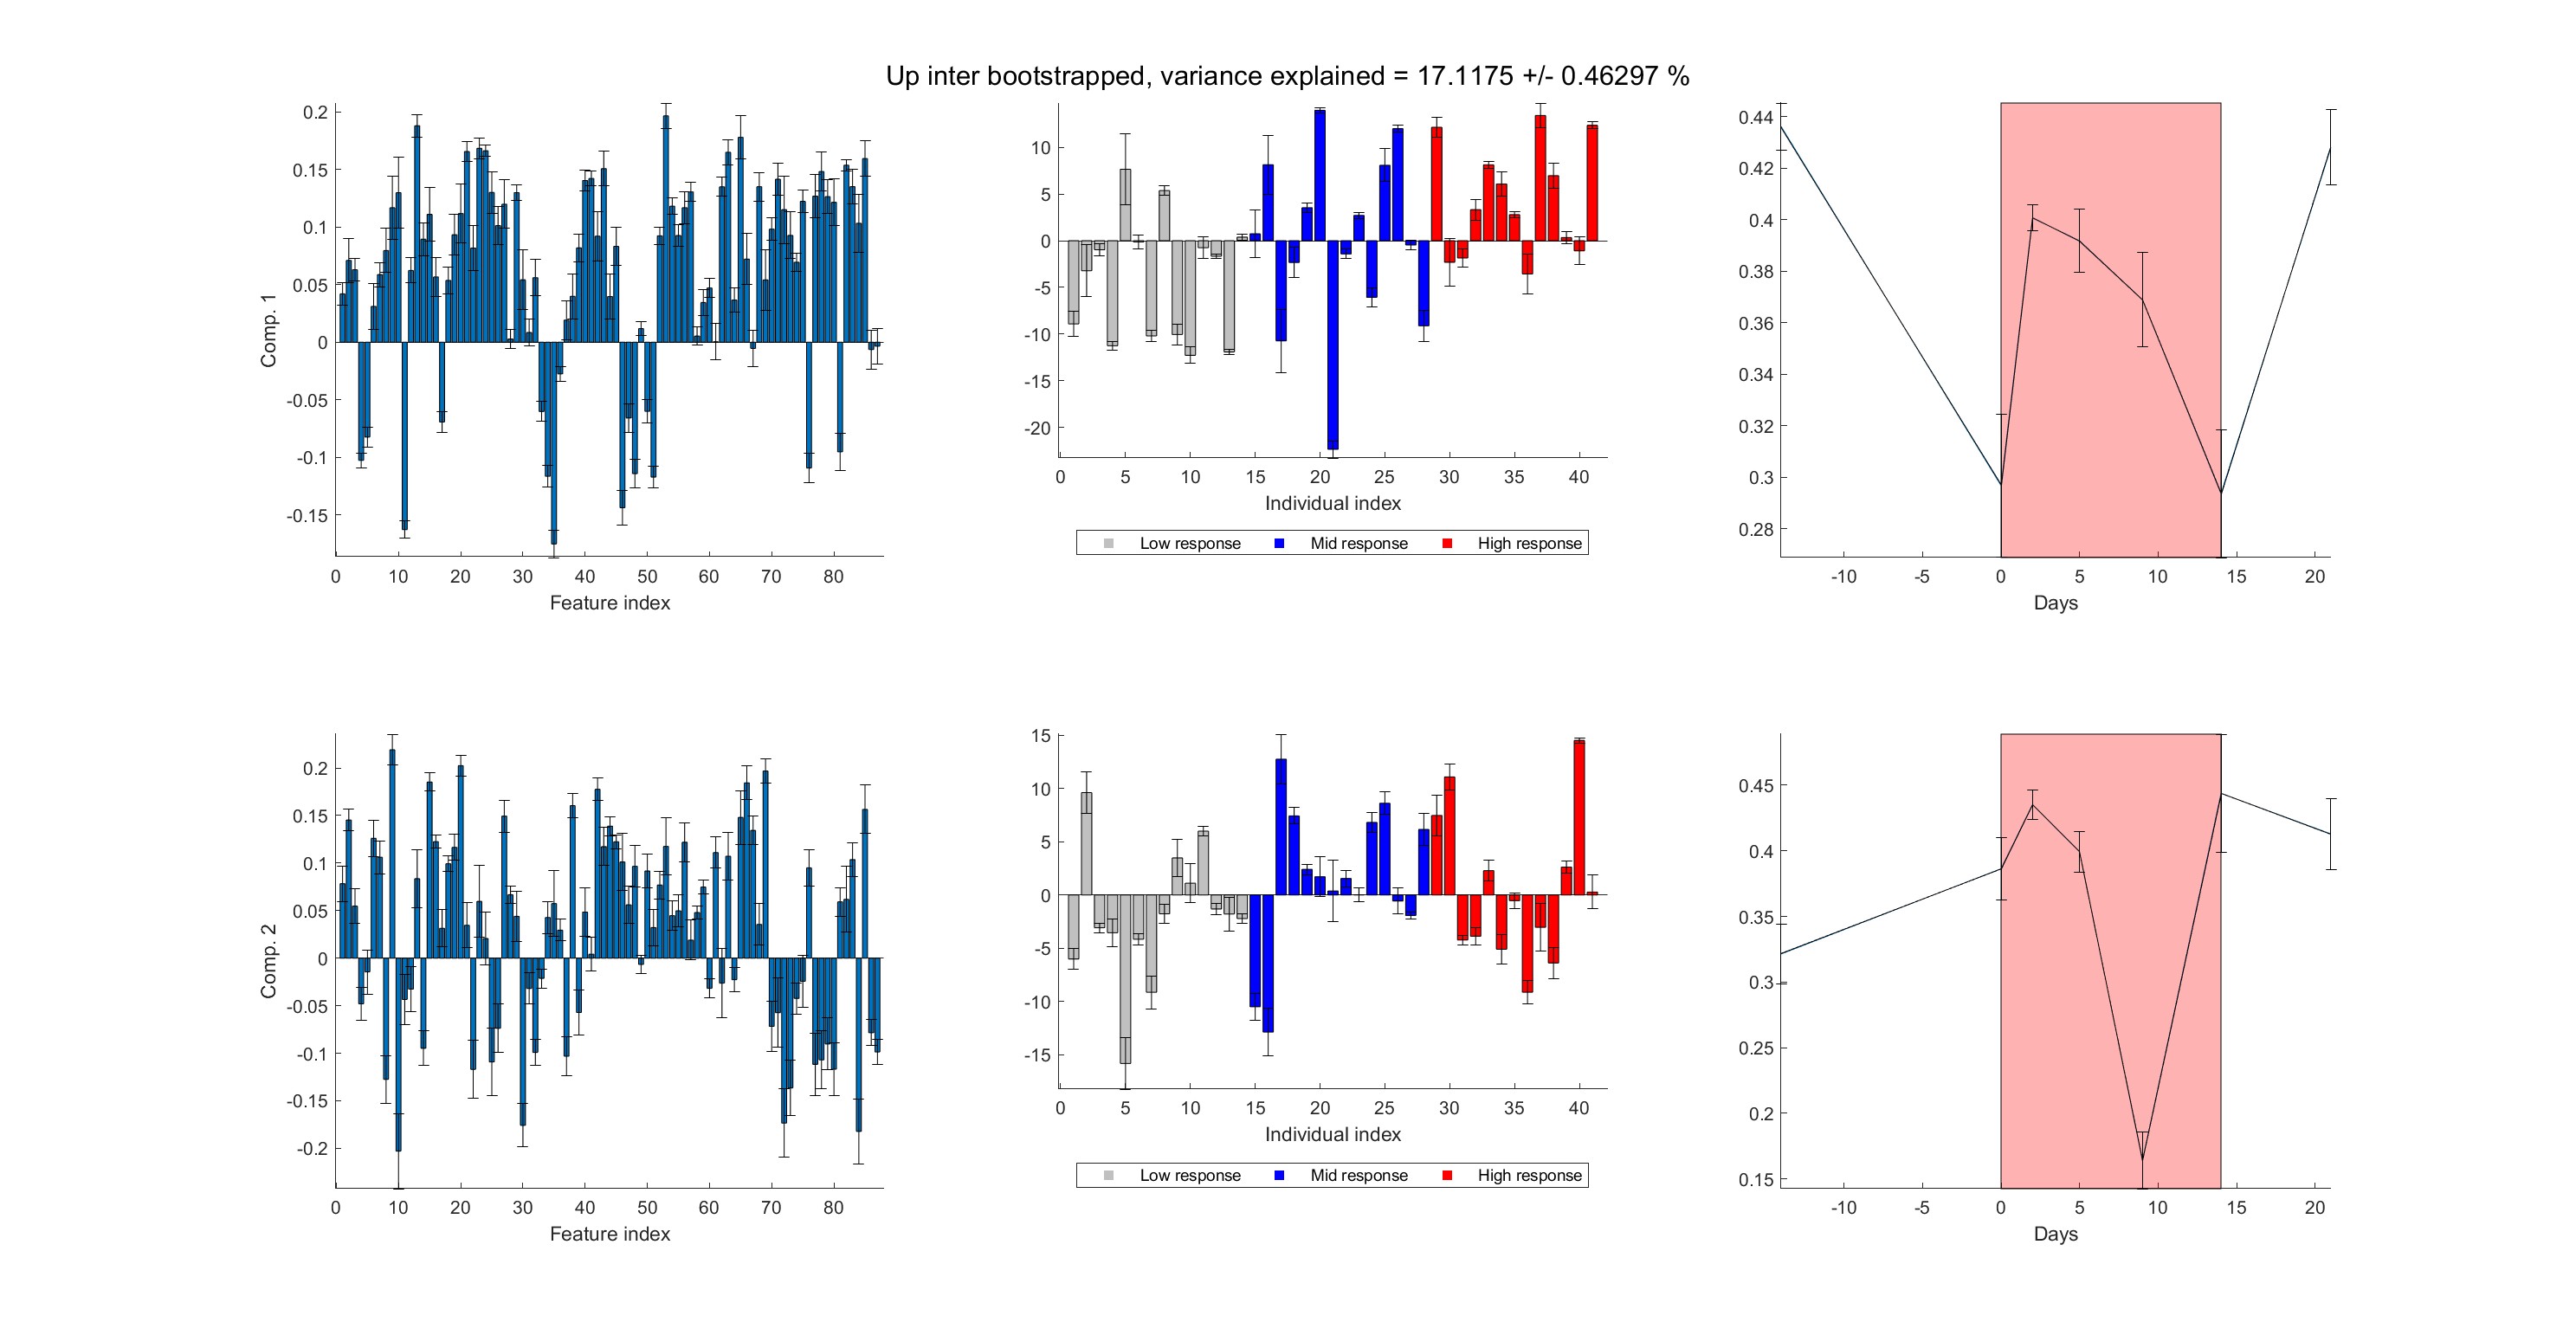 Up inter bootstrapped, variance explained = 17.1175 +/- 0.46297 %
Comp. 1
0.2
0.15
0.1
0.05
0
-0.05
-0.1
-0.15
0 10 20 30 40 50 60 70 80
Feature index
10
5
0
-5
-10
-15
-20
0 5 10 15 20 25 30 35 40
Individual index
Low response Mid response High response
0.44
0.42
0.4
0.38
0.36
0.34
0.32
0.3
0.28
-10 -5 0 5 10 15 20
Days
Comp. 2
0.2
0.15
0.1
0.05
0
-0.05
-0.1
-0.15
-0.2
0 10 20 30 40 50 60 70 80
Feature index
15
10
5
0
-5
-10
-15
0 5 10 15 20 25 30 35 40
Individual index
Low response Mid response High response
0.45
0.4
0.35
0.3
0.25
0.2
0.15
-10 -5 0 5 10 15 20
Days